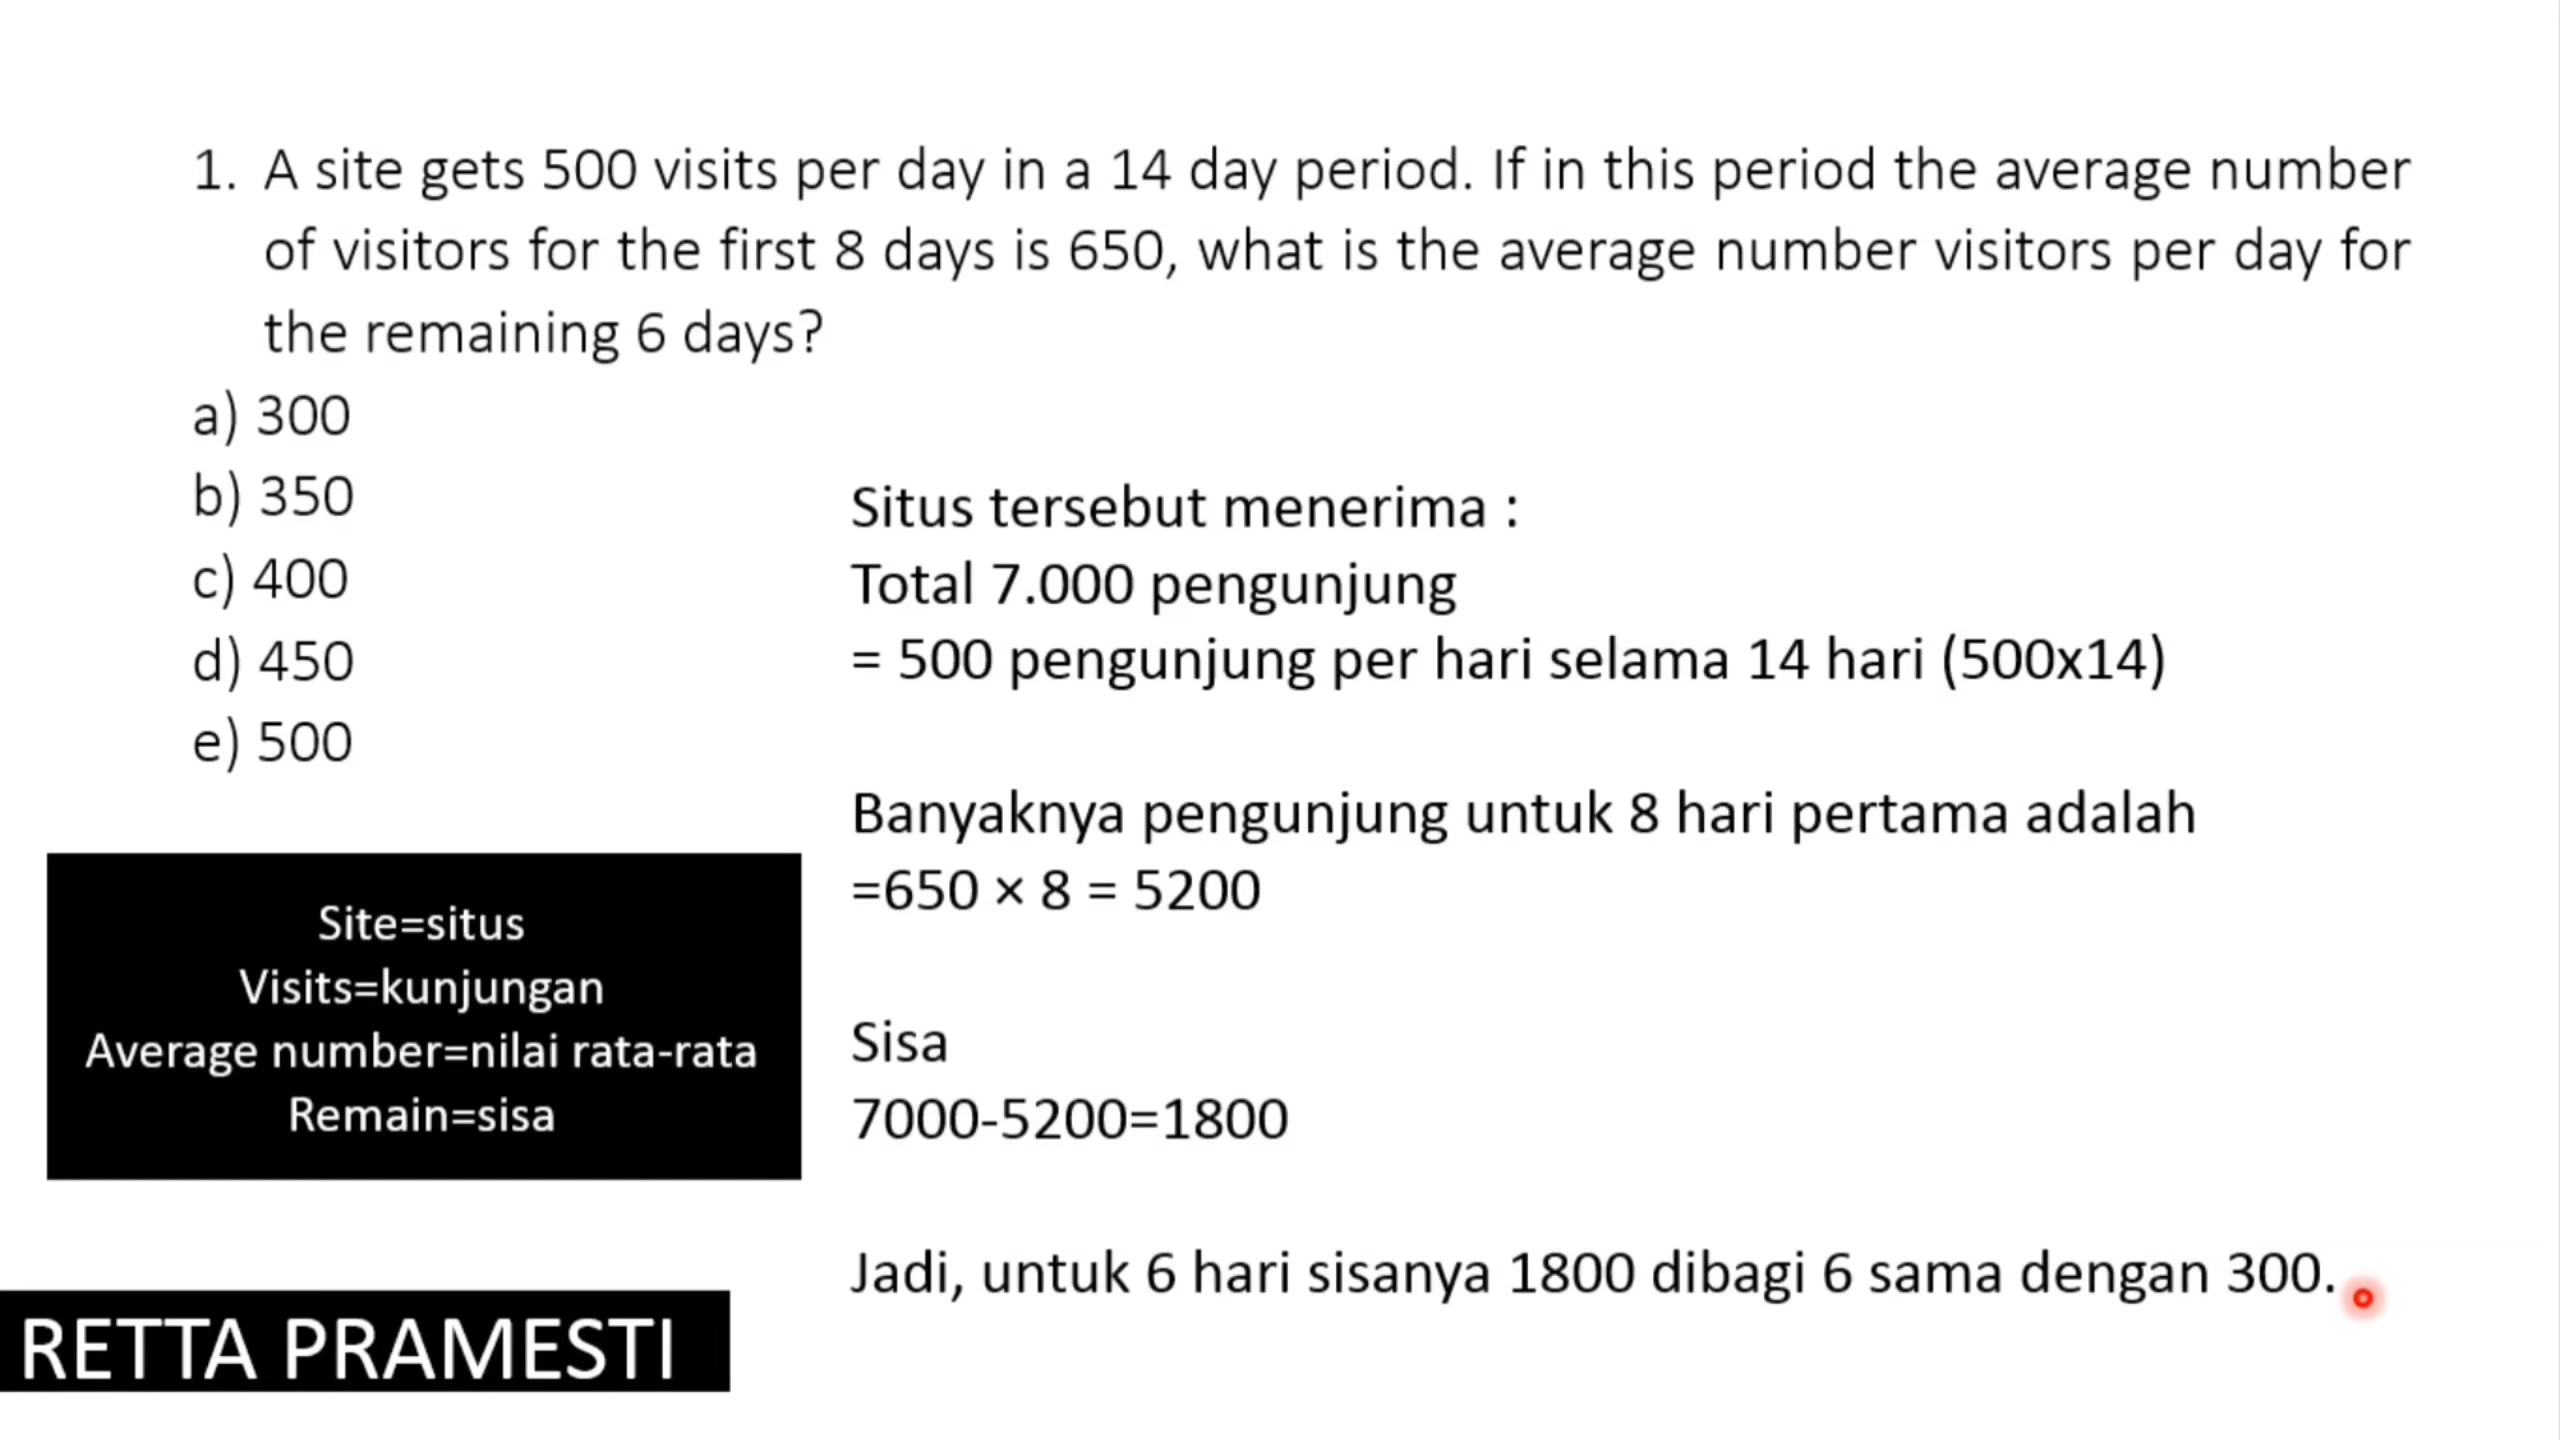 1. A site gets 500 visits per day in a 14 day period. If in this period the average number
of visitors for the first 8 days is 650, what is the average number visitors per day for
the remaining 6 days?
a) 300
b) 350
c) 400
d) 450
e) 500
Situs tersebut menerima :
Total 7.000 pengunjung
= 500 pengunjung per hari selama 14 hari (500x14)
Banyaknya pengunjung untuk 8 hari pertama adalah
=650 × 8 = 5200
Sisa
7000-5200=1800
Jadi, untuk 6 hari sisanya 1800 dibagi 6 sama dengan 300.
Site=situs
Visits=kunjungan
Average number=nilai rata-rata
Remain=sisa
RETTA PRAMESTI